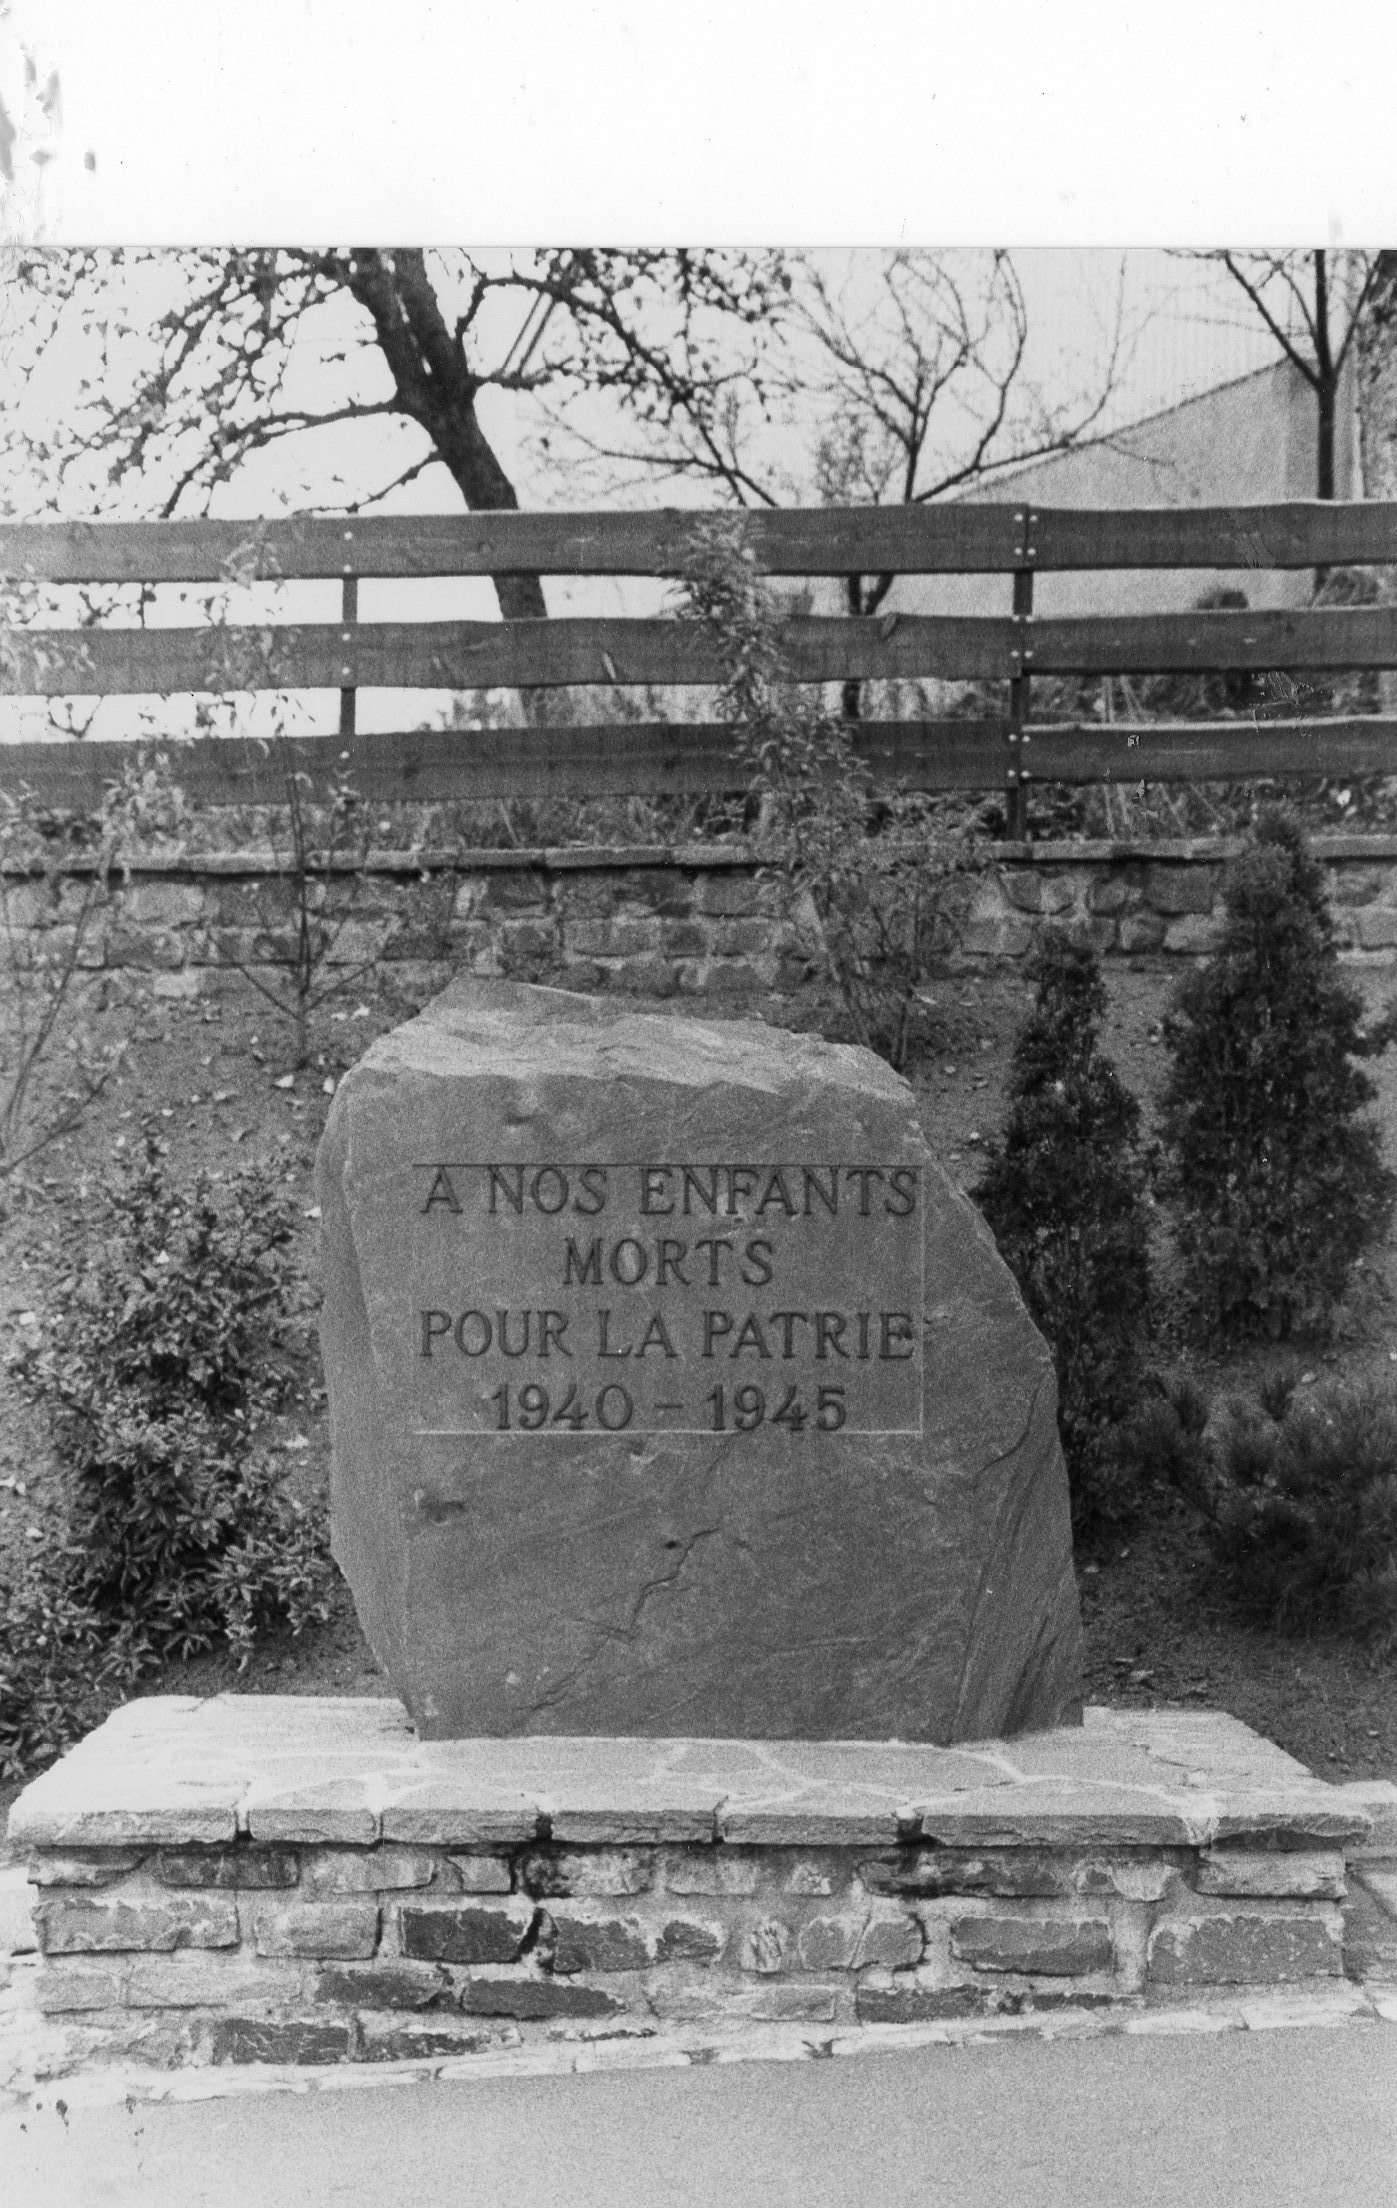 A NOS ENFANTS
MORTS
POUR LA PATRIE
1940 - 1945